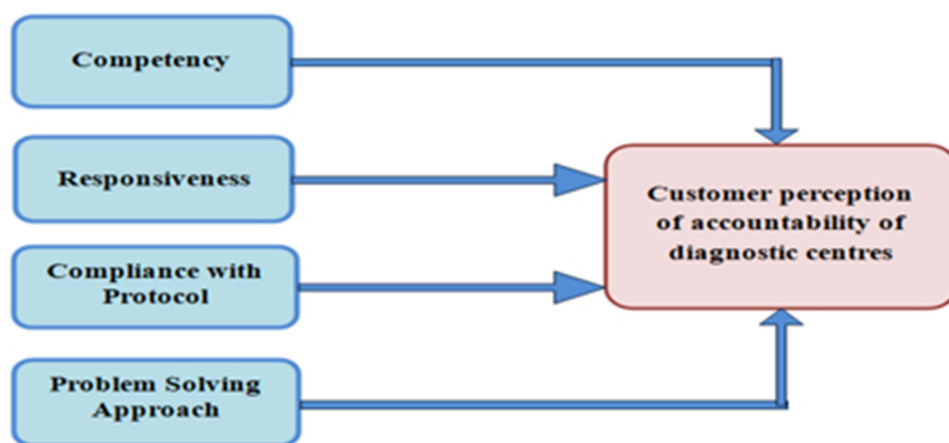 Competency
Responsiveness
Compliance with
Protocol
Problem Solving
Approach
Customer perception
of accountability of
diagnostic centres